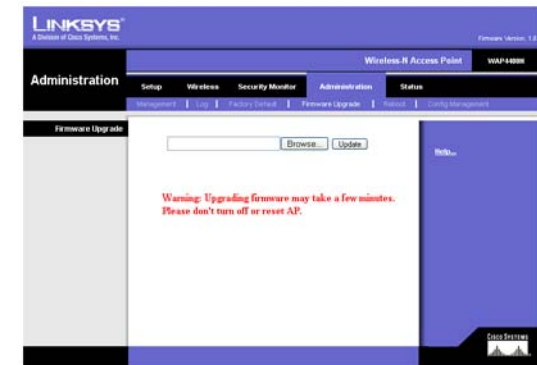 LINKSYS®
A Division of Cisco Systems, Inc.
Firmware Version: 1.0
Wireless-N Access Point
WAP4400N
Administration
Setup
Wireless
Security Monitor
Administration
Status
Management | Log | Factory Default | Firmware Upgrade | Reboot | Config Management
Firmware Upgrade
Browse...
Update
Help...
Warning: Upgrading firmware may take a few minutes.
Please don't turn off or reset AP.
CISCO SYSTEMS